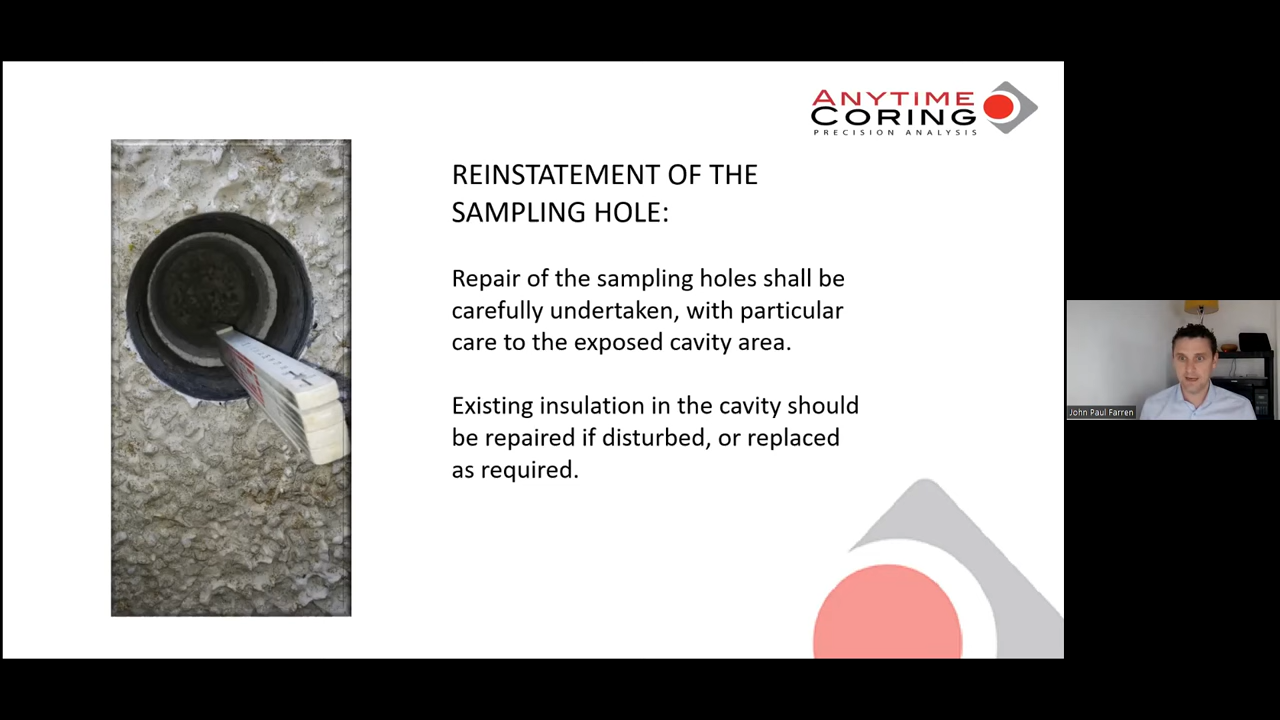 ANYTIME
CORING
PRECISION ANALYSIS
REINSTATEMENT OF THE
SAMPLING HOLE:
Repair of the sampling holes shall be
carefully undertaken, with particular
care to the exposed cavity area.
Existing insulation in the cavity should
be repaired if disturbed, or replaced
as required.
John Paul Farren